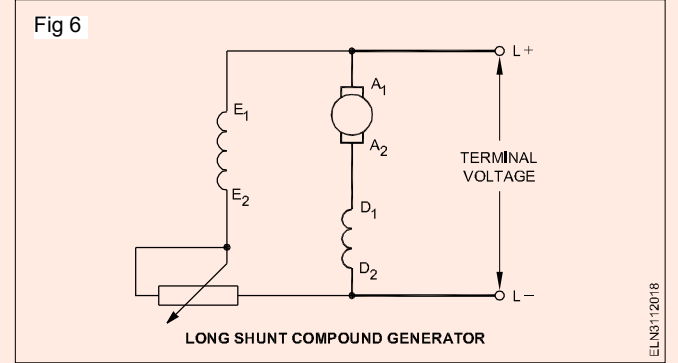 Fig 6
L+
A1
E1
A2
TERMINAL
VOLTAGE
E2
D1
D2
L–
LONG SHUNT COMPOUND GENERATOR
ELN3112018